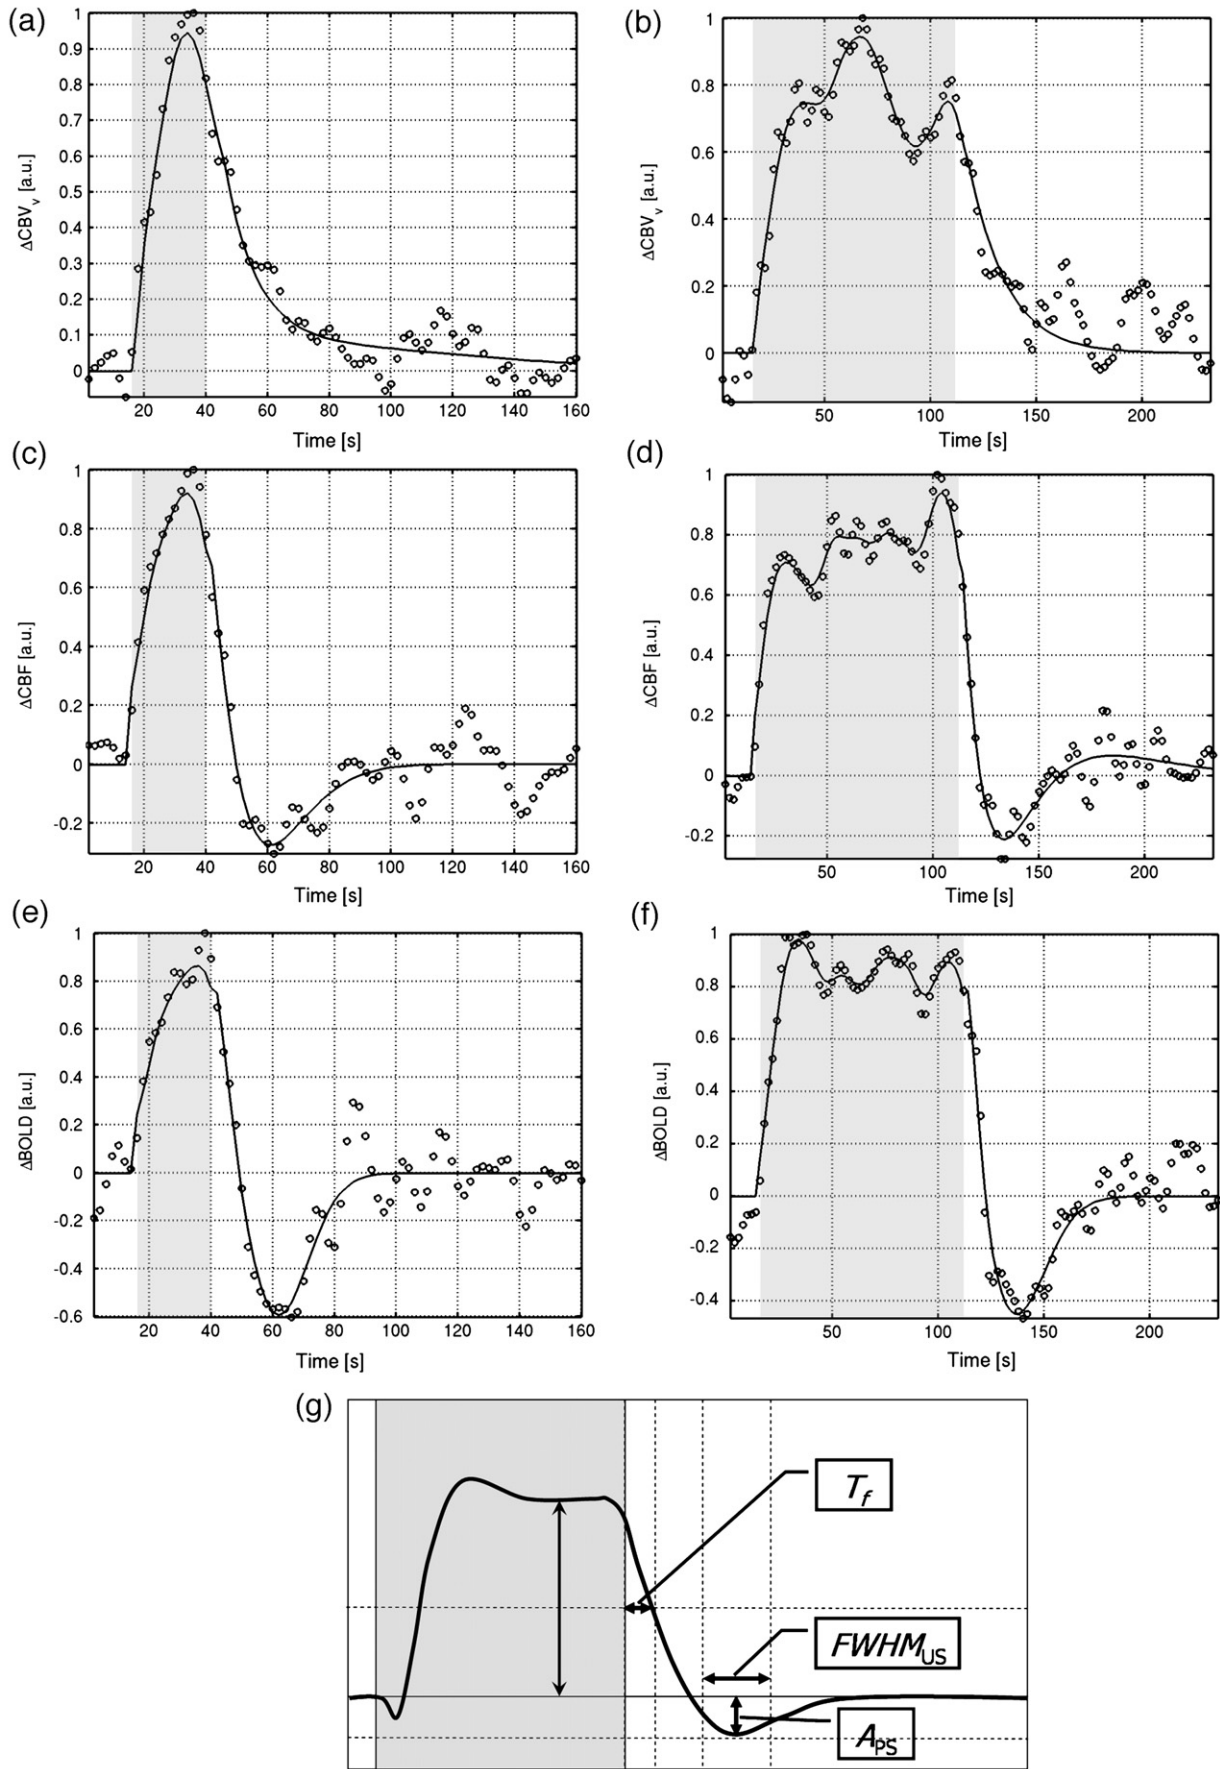 (a)
1
0.9
0.8
0.7
0.6
0.5
0.4
0.3
0.2
0.1
0
ΔCBVᵥ [a.u.]
20 40 60 80 100 120 140 160
Time [s]
(b)
1
0.8
0.6
0.4
0.2
0
ΔCBVᵥ [a.u.]
50 100 150 200
Time [s]
(c)
1
0.8
0.6
0.4
0.2
0
-0.2
ΔCBF [a.u.]
20 40 60 80 100 120 140 160
Time [s]
(d)
1
0.8
0.6
0.4
0.2
0
-0.2
ΔCBF [a.u.]
50 100 150 200
Time [s]
(e)
1
0.8
0.6
0.4
0.2
0
-0.2
-0.4
-0.6
ΔBOLD [a.u.]
20 40 60 80 100 120 140 160
Time [s]
(f)
1
0.8
0.6
0.4
0.2
0
-0.2
-0.4
ΔBOLD [a.u.]
50 100 150 200
Time [s]
(g)
T_f
FWHM_US
A_PS